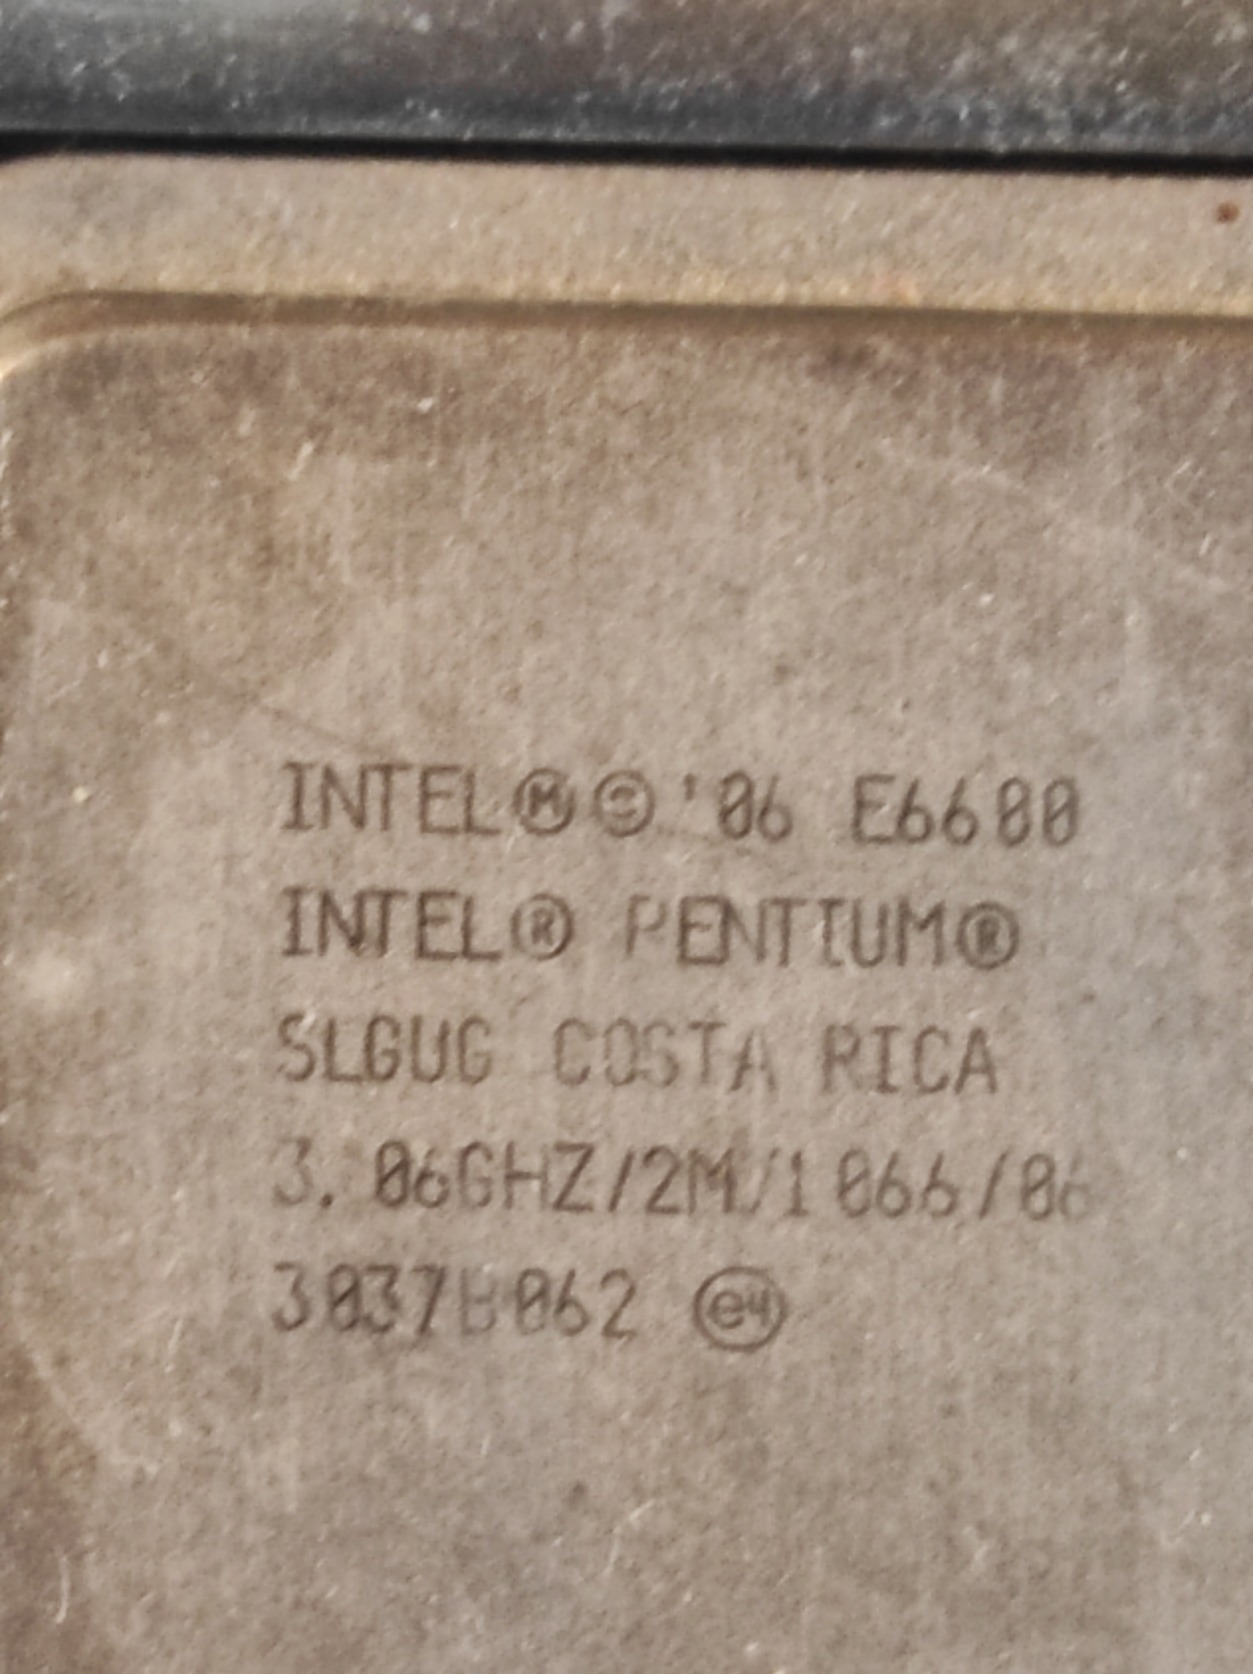 INTEL®Ⓜ© '06 E6600
INTEL® PENTIUM®
SLGUG COSTA RICA
3.06GHZ/2M/1066/06
3037B062 e4